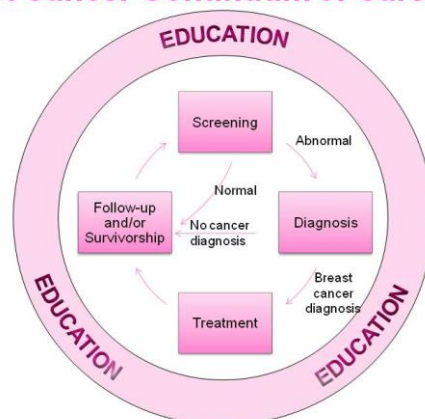 EDUCATION
Screening
Abnormal
Normal
Follow-up
and/or
Survivorship
No cancer
diagnosis
Diagnosis
Breast
cancer
diagnosis
Treatment
EDUCATION
EDUCATION